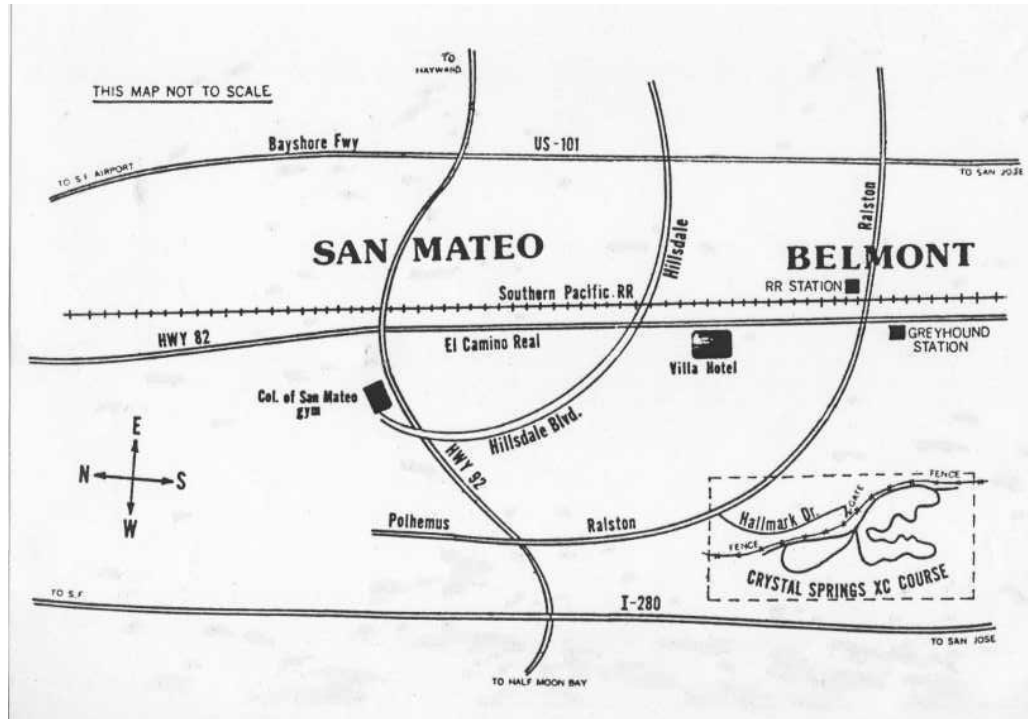 TO
HAYWARD
THIS MAP NOT TO SCALE
Bayshore Fwy
US-101
TO S.F. AIRPORT
TO SAN JOSE
Ralston
Hillsdale
SAN MATEO
BELMONT
RR STATION
Southern Pacific RR
HWY 82
El Camino Real
GREYHOUND
STATION
Villa Hotel
Col. of San Mateo
gym
Hillsdale Blvd.
HWY 92
E
N
S
W
FENCE
GATE
Hallmark Dr.
Polhemus
Ralston
FENCE
CRYSTAL SPRINGS XC COURSE
TO S.F.
I-280
TO SAN JOSE
TO HALF MOON BAY